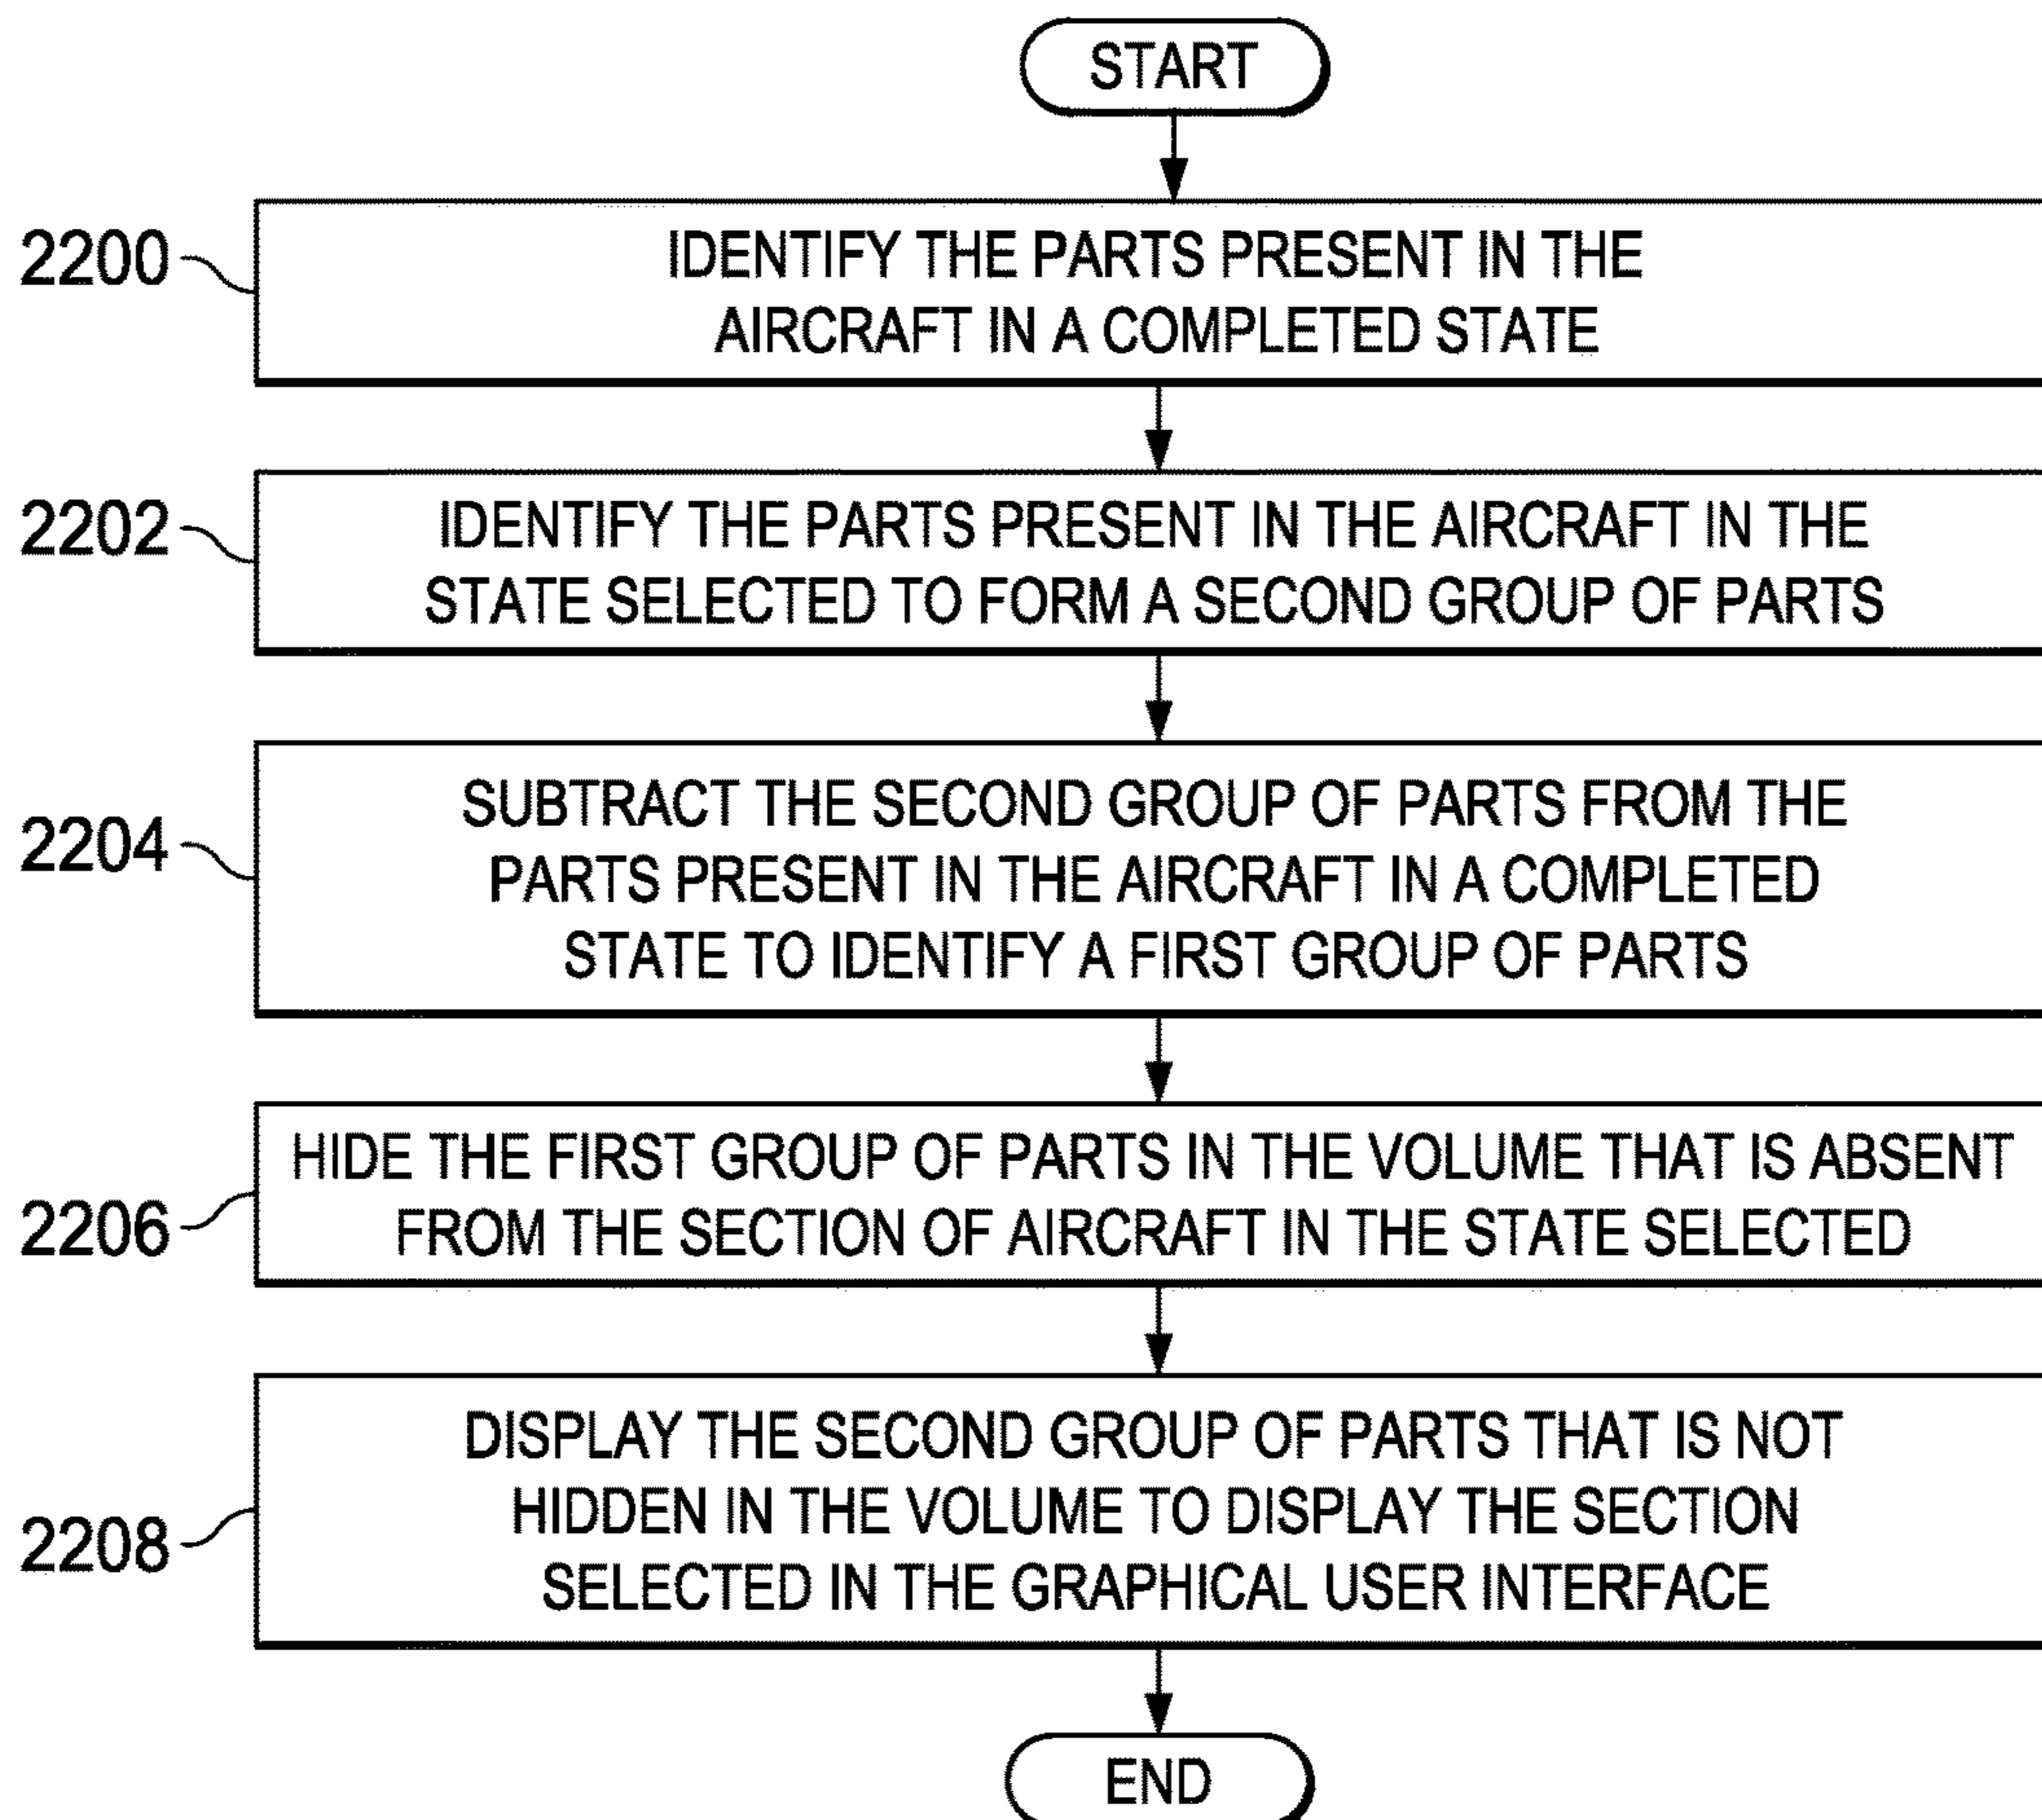 START
2200
IDENTIFY THE PARTS PRESENT IN THE
AIRCRAFT IN A COMPLETED STATE
2202
IDENTIFY THE PARTS PRESENT IN THE AIRCRAFT IN THE
STATE SELECTED TO FORM A SECOND GROUP OF PARTS
2204
SUBTRACT THE SECOND GROUP OF PARTS FROM THE
PARTS PRESENT IN THE AIRCRAFT IN A COMPLETED
STATE TO IDENTIFY A FIRST GROUP OF PARTS
2206
HIDE THE FIRST GROUP OF PARTS IN THE VOLUME THAT IS ABSENT
FROM THE SECTION OF AIRCRAFT IN THE STATE SELECTED
2208
DISPLAY THE SECOND GROUP OF PARTS THAT IS NOT
HIDDEN IN THE VOLUME TO DISPLAY THE SECTION
SELECTED IN THE GRAPHICAL USER INTERFACE
END